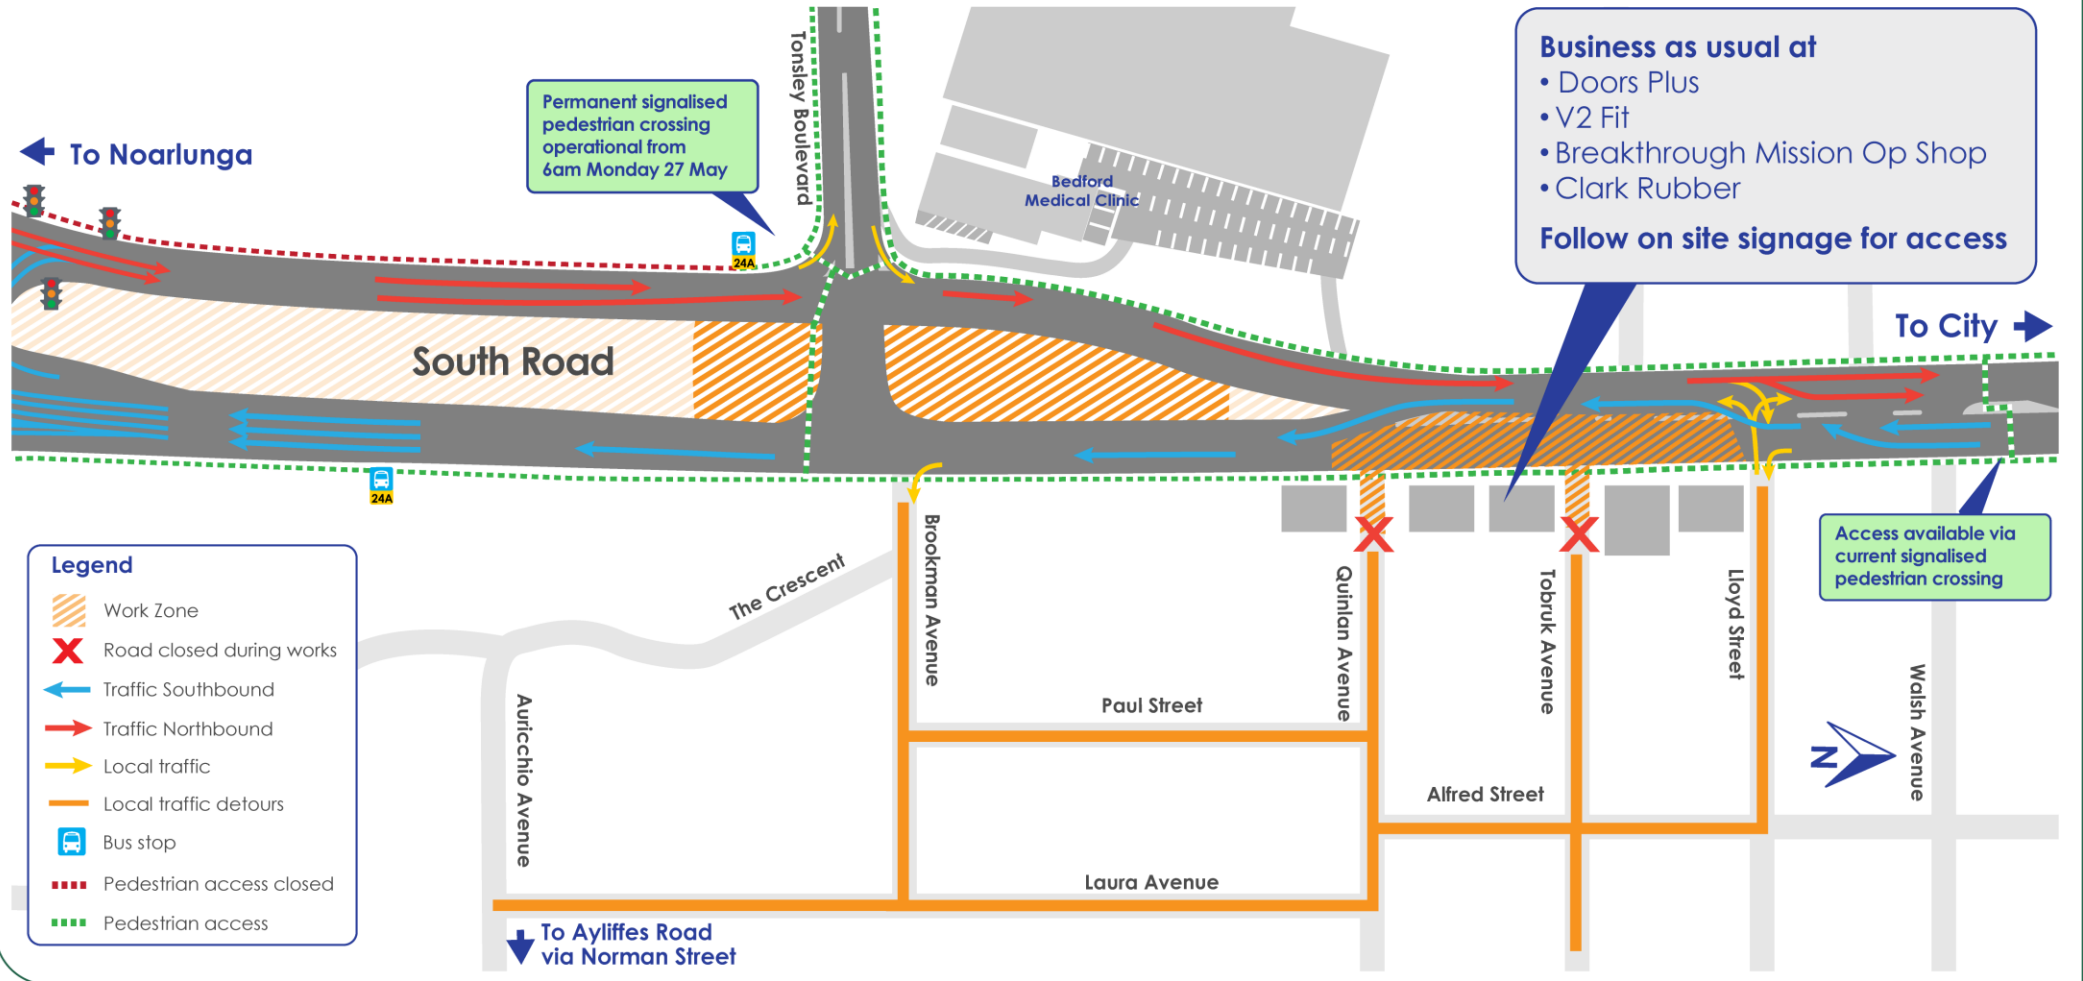 Business as usual at
• Doors Plus
• V2 Fit
• Breakthrough Mission Op Shop
• Clark Rubber
Follow on site signage for access
Permanent signalised
pedestrian crossing
operational from
6am Monday 27 May
Tonsley Boulevard
To Noarlunga
Bedford
Medical Clinic
24A
To City
South Road
24A
Access available via
current signalised
pedestrian crossing
Brookman Avenue
The Crescent
Quinlan Avenue
Tobruk Avenue
Lloyd Street
Walsh Avenue
Auricchio Avenue
Paul Street
Alfred Street
Laura Avenue
N
To Ayliffes Road
via Norman Street
Legend
Work Zone
Road closed during works
Traffic Southbound
Traffic Northbound
Local traffic
Local traffic detours
Bus stop
Pedestrian access closed
Pedestrian access